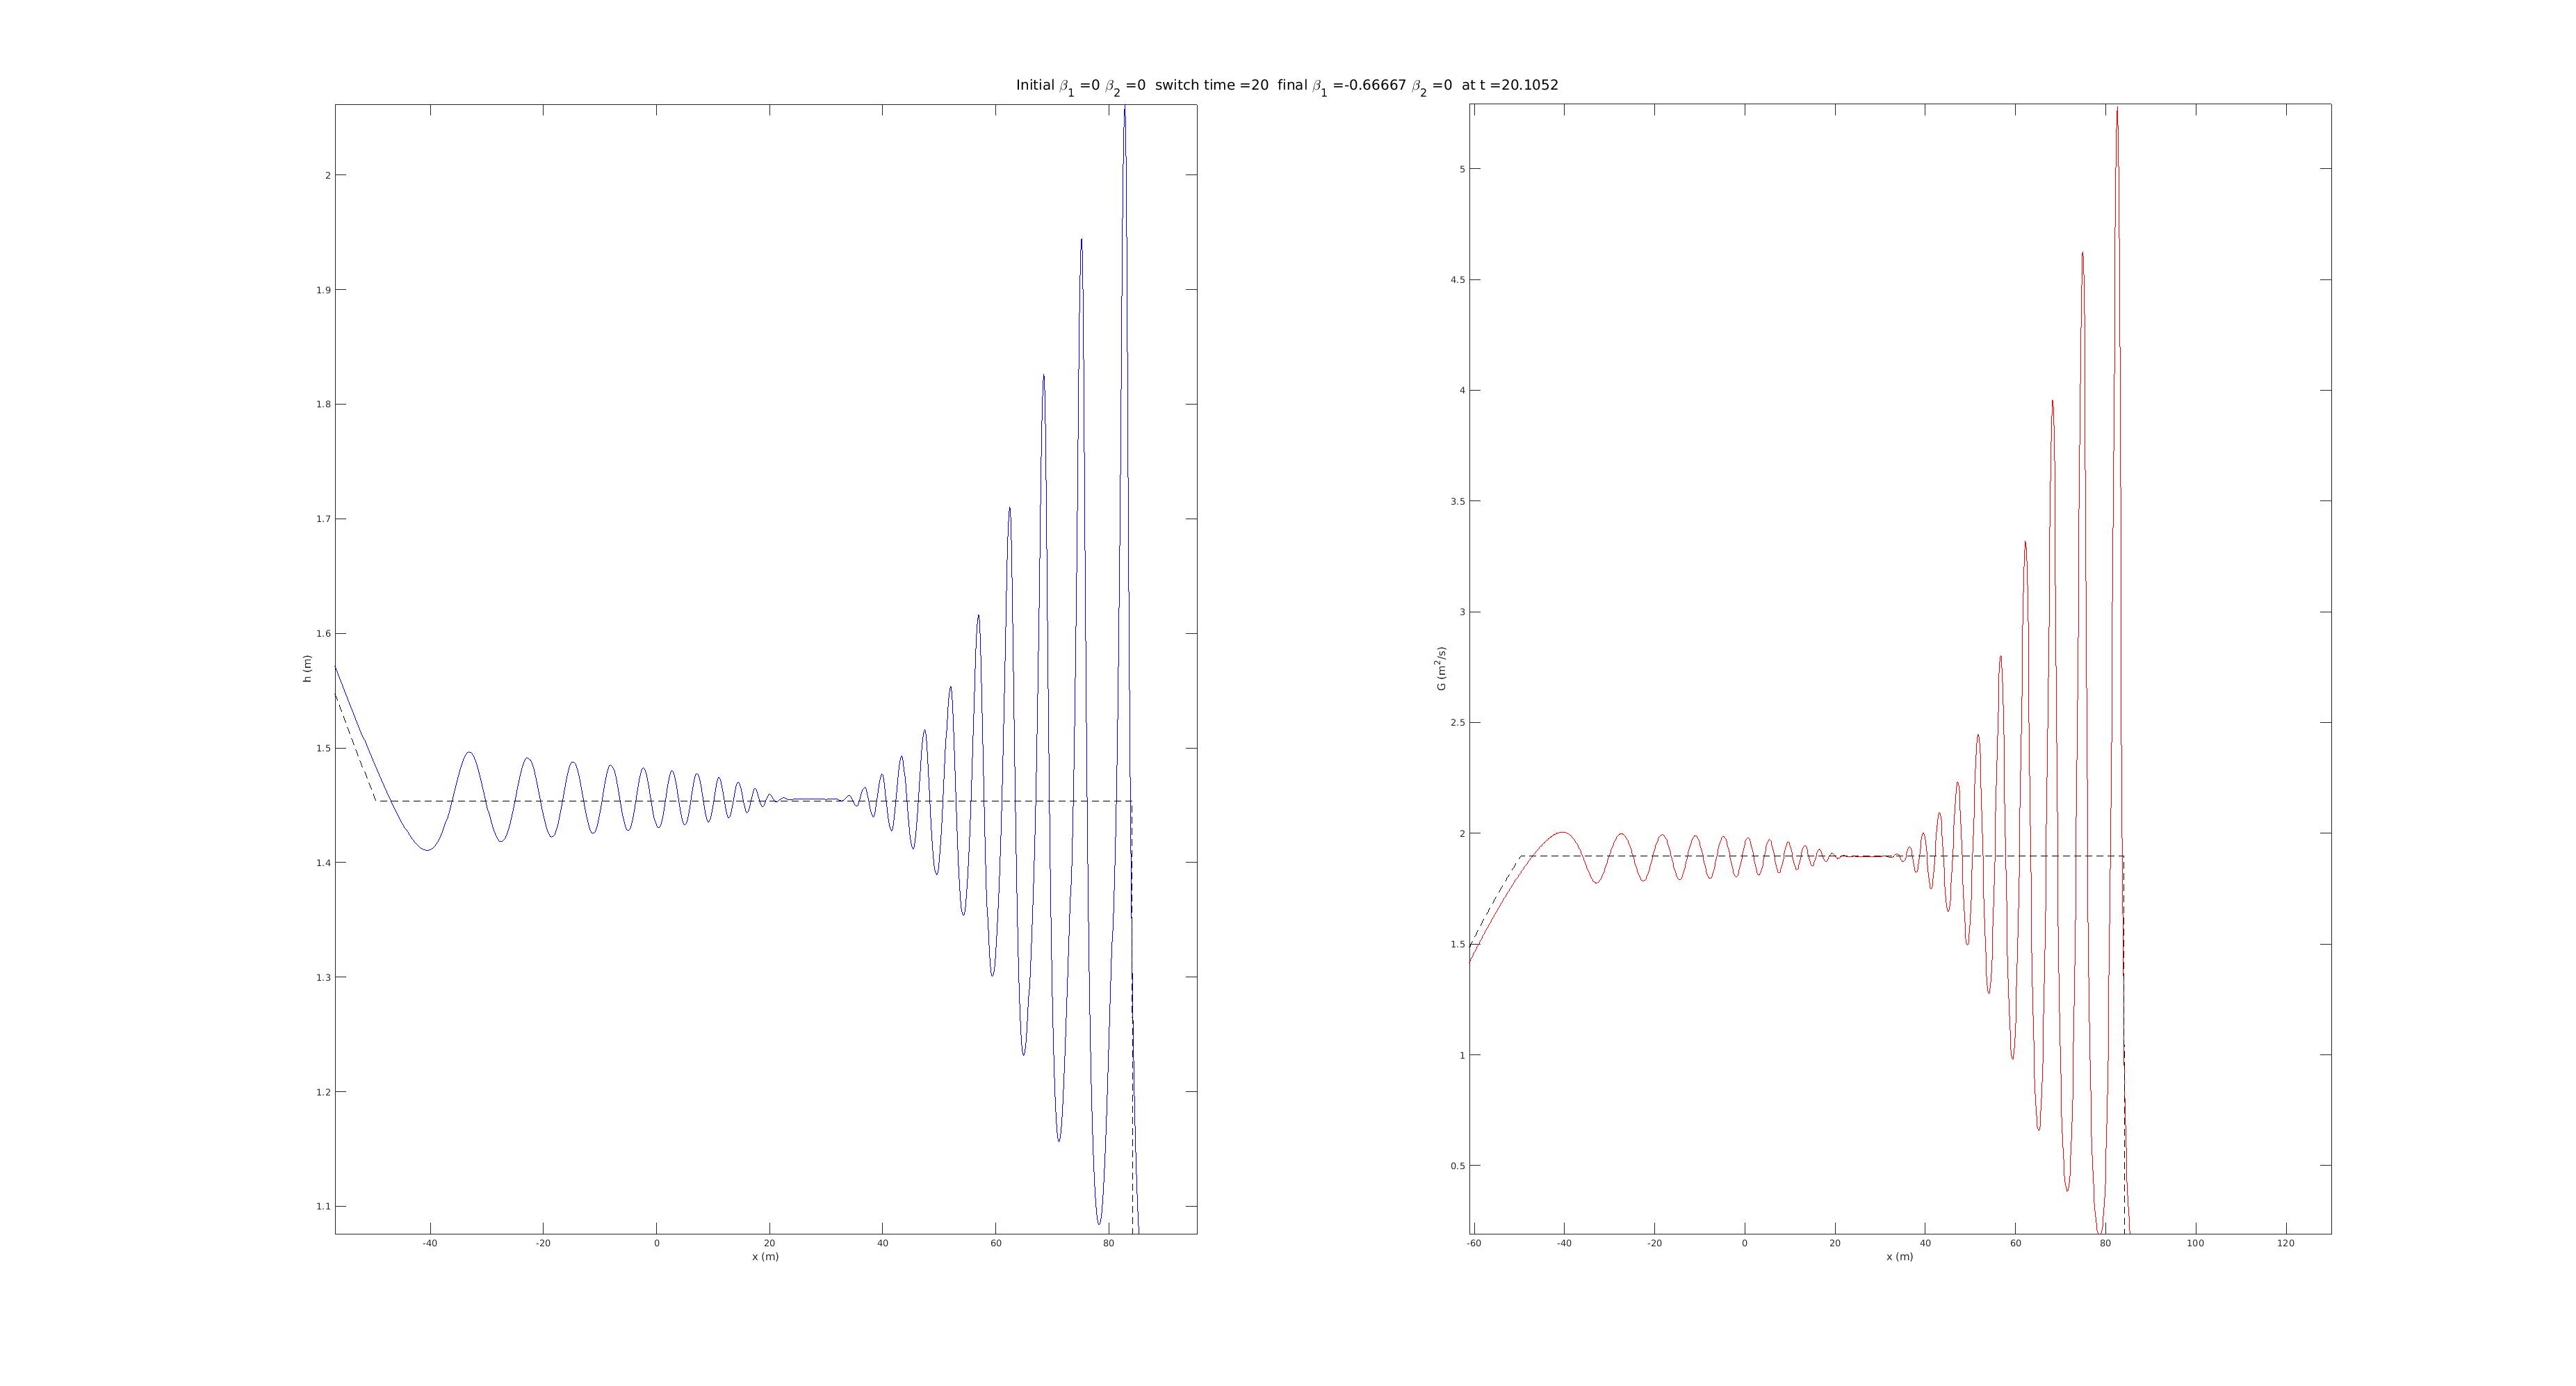 Initial β1 =0 β2 =0 switch time =20 final β1 =-0.66667 β2 =0 at t =20.1052
h (m)
2
1.9
1.8
1.7
1.6
1.5
1.4
1.3
1.2
1.1
-40 -20 0 20 40 60 80
x (m)
G (m2/s)
5
4.5
4
3.5
3
2.5
2
1.5
1
0.5
-60 -40 -20 0 20 40 60 80 100 120
x (m)